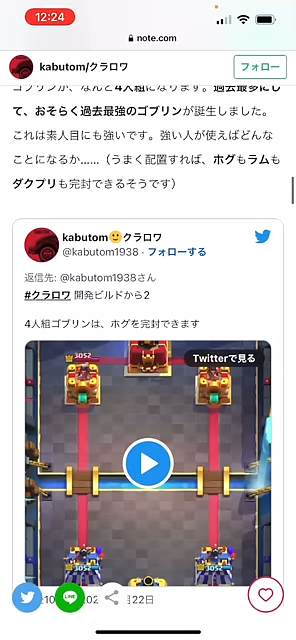 12:24
note.com
kabutom/クラロワ
フォロー
ゴブリンが、なんと4人組になります。過去最多にし
て、おそらく過去最強のゴブリンが誕生しました。
これは素人目にも強いです。強い人が使えばどんな
ことになるか……（うまく配置すれば、ホグもラムも
ダクプリも完封できるそうです）
kabutom🙂クラロワ
@kabutom1938 · フォローする
返信先: @kabutom1938さん
#クラロワ 開発ビルドから2
4人組ゴブリンは、ホグを完封できます
3052
Twitterで見る
3052
3052
LINE
月22日